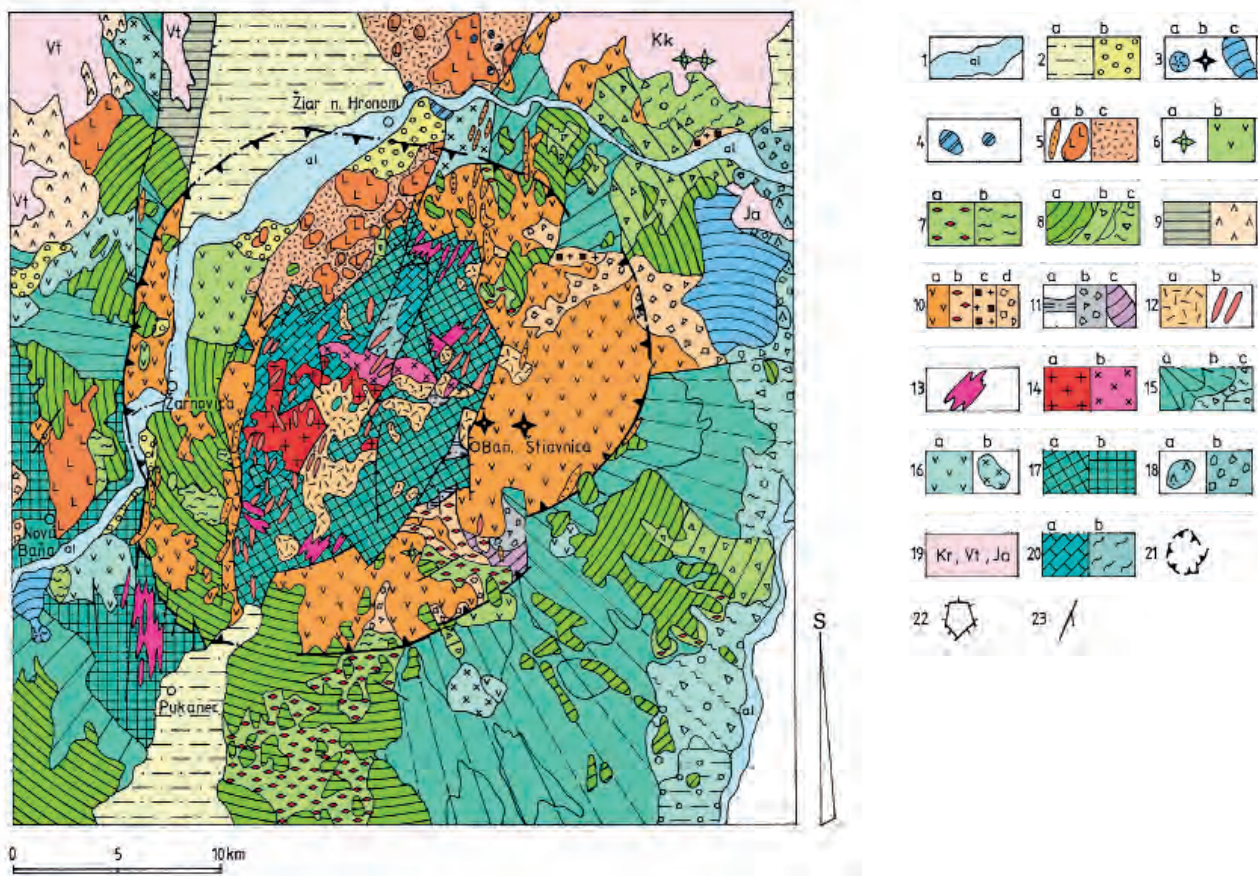 Vt
Vt
Kk
Žiar n. Hronom
al
al
Vt
Ja
Žarnovica
Baň. Štiavnica
Nová
Baňa
al
Pukanec
al
S
0 5 10 km
a b a b c
1 al 2 3
a b c a b
4 5 6
a b a b c
7 8 9
a b c d a b c a b
10 11 12
a b a b c
13 14 15
a b a b a b
16 17 18
a b
19 Kr, Vt, Ja 20 21
22 23